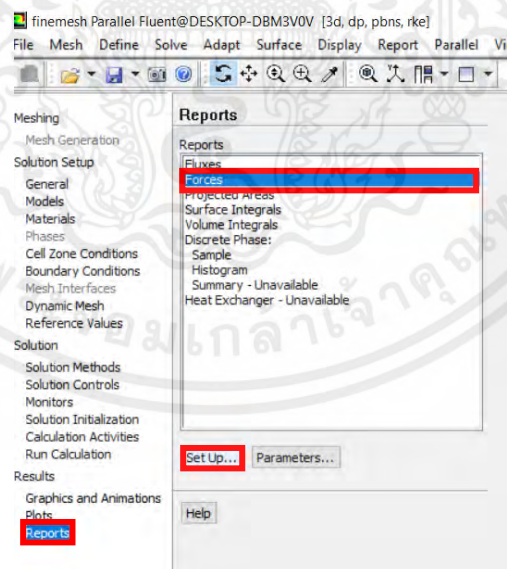 finemesh Parallel Fluent@DESKTOP-DBM3V0V [3d, dp, pbns, rke]
File Mesh Define Solve Adapt Surface Display Report Parallel Vi
Meshing
Mesh Generation
Solution Setup
General
Models
Materials
Phases
Cell Zone Conditions
Boundary Conditions
Mesh Interfaces
Dynamic Mesh
Reference Values
Solution
Solution Methods
Solution Controls
Monitors
Solution Initialization
Calculation Activities
Run Calculation
Results
Graphics and Animations
Plots
Reports
Reports
Reports
Fluxes
Forces
Projected Areas
Surface Integrals
Volume Integrals
Discrete Phase:
Sample
Histogram
Summary - Unavailable
Heat Exchanger - Unavailable
Set Up... Parameters...
Help